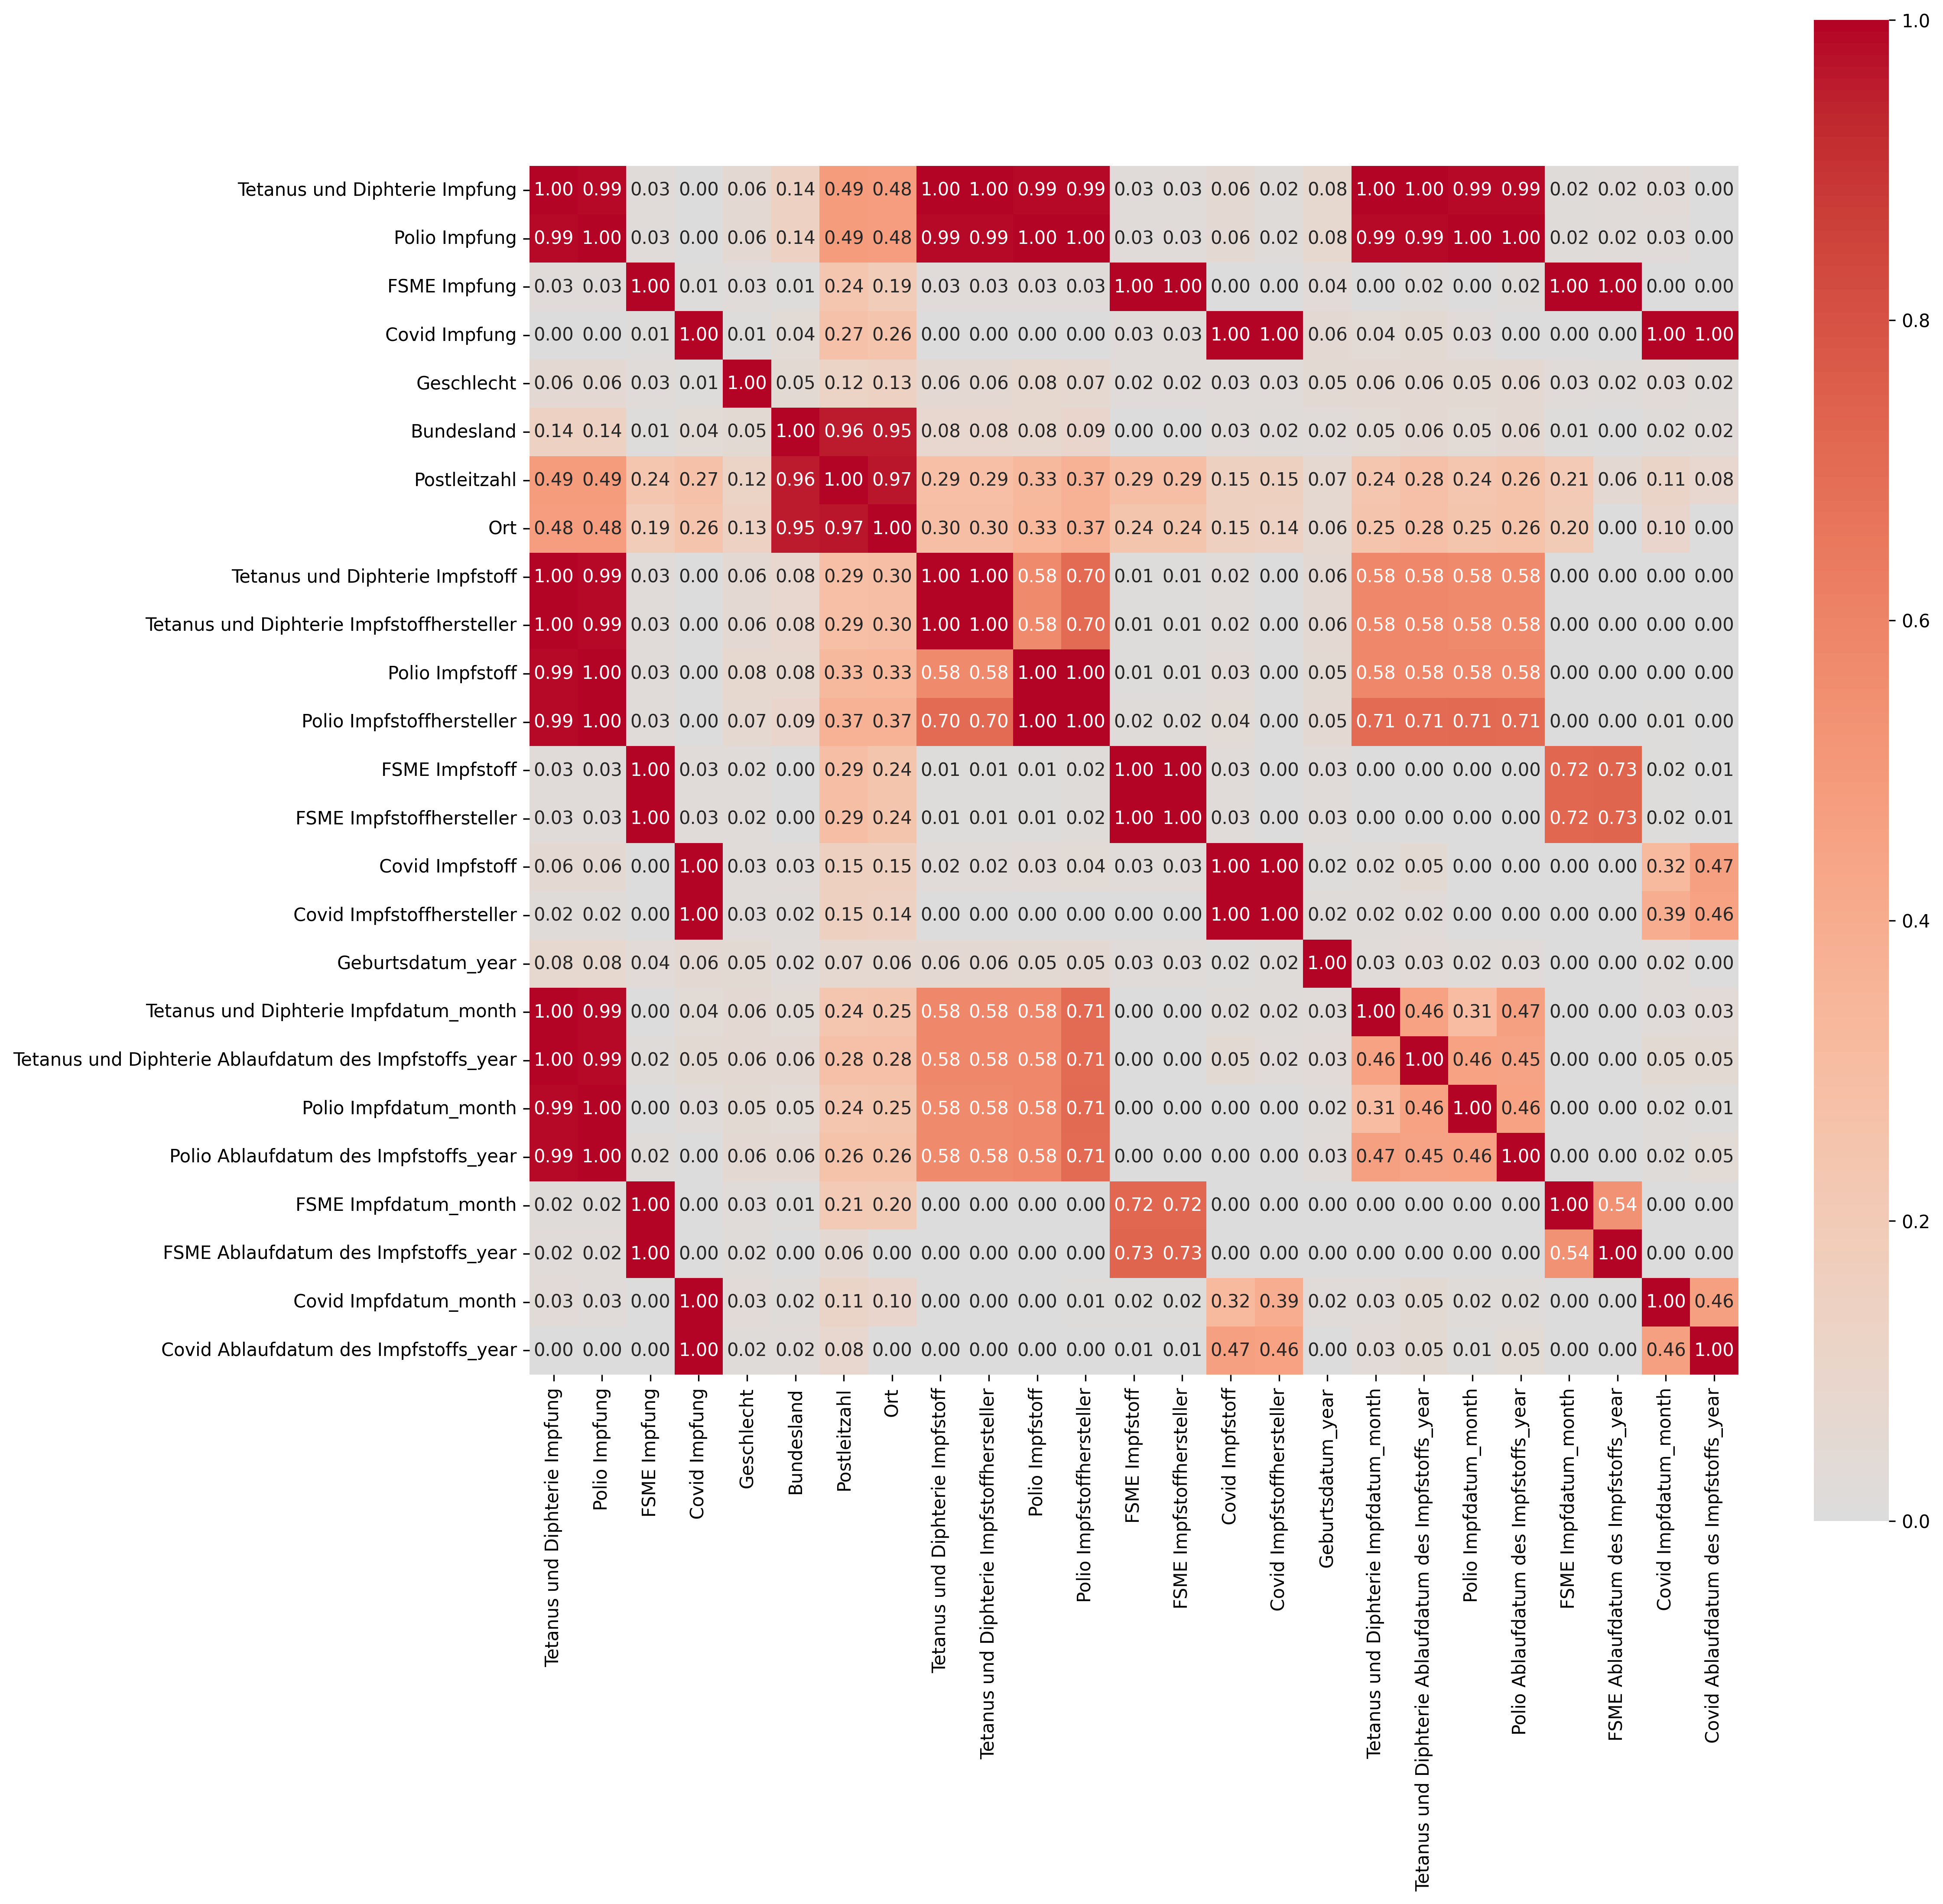 1.0
Tetanus und Diphterie Impfung 1.00 0.99 0.03 0.00 0.06 0.14 0.49 0.48 1.00 1.00 0.99 0.99 0.03 0.03 0.06 0.02 0.08 1.00 1.00 0.99 0.99 0.02 0.02 0.03 0.00
Polio Impfung 0.99 1.00 0.03 0.00 0.06 0.14 0.49 0.48 0.99 0.99 1.00 1.00 0.03 0.03 0.06 0.02 0.08 0.99 0.99 1.00 1.00 0.02 0.02 0.03 0.00
FSME Impfung 0.03 0.03 1.00 0.01 0.03 0.01 0.24 0.19 0.03 0.03 0.03 0.03 1.00 1.00 0.00 0.00 0.04 0.00 0.02 0.00 0.02 1.00 1.00 0.00 0.00
0.8
Covid Impfung 0.00 0.00 0.01 1.00 0.01 0.04 0.27 0.26 0.00 0.00 0.00 0.00 0.03 0.03 1.00 1.00 0.06 0.04 0.05 0.03 0.00 0.00 0.00 1.00 1.00
Geschlecht 0.06 0.06 0.03 0.01 1.00 0.05 0.12 0.13 0.06 0.06 0.08 0.07 0.02 0.02 0.03 0.03 0.05 0.06 0.06 0.05 0.06 0.03 0.02 0.03 0.02
Bundesland 0.14 0.14 0.01 0.04 0.05 1.00 0.96 0.95 0.08 0.08 0.08 0.09 0.00 0.00 0.03 0.02 0.02 0.05 0.06 0.05 0.06 0.01 0.00 0.02 0.02
Postleitzahl 0.49 0.49 0.24 0.27 0.12 0.96 1.00 0.97 0.29 0.29 0.33 0.37 0.29 0.29 0.15 0.15 0.07 0.24 0.28 0.24 0.26 0.21 0.06 0.11 0.08
Ort 0.48 0.48 0.19 0.26 0.13 0.95 0.97 1.00 0.30 0.30 0.33 0.37 0.24 0.24 0.15 0.14 0.06 0.25 0.28 0.25 0.26 0.20 0.00 0.10 0.00
Tetanus und Diphterie Impfstoff 1.00 0.99 0.03 0.00 0.06 0.08 0.29 0.30 1.00 1.00 0.58 0.70 0.01 0.01 0.02 0.00 0.06 0.58 0.58 0.58 0.58 0.00 0.00 0.00 0.00
0.6
Tetanus und Diphterie Impfstoffhersteller 1.00 0.99 0.03 0.00 0.06 0.08 0.29 0.30 1.00 1.00 0.58 0.70 0.01 0.01 0.02 0.00 0.06 0.58 0.58 0.58 0.58 0.00 0.00 0.00 0.00
Polio Impfstoff 0.99 1.00 0.03 0.00 0.08 0.08 0.33 0.33 0.58 0.58 1.00 1.00 0.01 0.01 0.03 0.00 0.05 0.58 0.58 0.58 0.58 0.00 0.00 0.00 0.00
Polio Impfstoffhersteller 0.99 1.00 0.03 0.00 0.07 0.09 0.37 0.37 0.70 0.70 1.00 1.00 0.02 0.02 0.04 0.00 0.05 0.71 0.71 0.71 0.71 0.00 0.00 0.01 0.00
FSME Impfstoff 0.03 0.03 1.00 0.03 0.02 0.00 0.29 0.24 0.01 0.01 0.01 0.02 1.00 1.00 0.03 0.00 0.03 0.00 0.00 0.00 0.00 0.72 0.73 0.02 0.01
FSME Impfstoffhersteller 0.03 0.03 1.00 0.03 0.02 0.00 0.29 0.24 0.01 0.01 0.01 0.02 1.00 1.00 0.03 0.00 0.03 0.00 0.00 0.00 0.00 0.72 0.73 0.02 0.01
Covid Impfstoff 0.06 0.06 0.00 1.00 0.03 0.03 0.15 0.15 0.02 0.02 0.03 0.04 0.03 0.03 1.00 1.00 0.02 0.02 0.05 0.00 0.00 0.00 0.00 0.32 0.47
Covid Impfstoffhersteller 0.02 0.02 0.00 1.00 0.03 0.02 0.15 0.14 0.00 0.00 0.00 0.00 0.00 0.00 1.00 1.00 0.02 0.02 0.02 0.00 0.00 0.00 0.00 0.39 0.46
0.4
Geburtsdatum_year 0.08 0.08 0.04 0.06 0.05 0.02 0.07 0.06 0.06 0.06 0.05 0.05 0.03 0.03 0.02 0.02 1.00 0.03 0.03 0.02 0.03 0.00 0.00 0.02 0.00
Tetanus und Diphterie Impfdatum_month 1.00 0.99 0.00 0.04 0.06 0.05 0.24 0.25 0.58 0.58 0.58 0.71 0.00 0.00 0.02 0.02 0.03 1.00 0.46 0.31 0.47 0.00 0.00 0.03 0.03
Tetanus und Diphterie Ablaufdatum des Impfstoffs_year 1.00 0.99 0.02 0.05 0.06 0.06 0.28 0.28 0.58 0.58 0.58 0.71 0.00 0.00 0.05 0.02 0.03 0.46 1.00 0.46 0.45 0.00 0.00 0.05 0.05
Polio Impfdatum_month 0.99 1.00 0.00 0.03 0.05 0.05 0.24 0.25 0.58 0.58 0.58 0.71 0.00 0.00 0.00 0.00 0.02 0.31 0.46 1.00 0.46 0.00 0.00 0.02 0.01
Polio Ablaufdatum des Impfstoffs_year 0.99 1.00 0.02 0.00 0.06 0.06 0.26 0.26 0.58 0.58 0.58 0.71 0.00 0.00 0.00 0.00 0.03 0.47 0.45 0.46 1.00 0.00 0.00 0.02 0.05
FSME Impfdatum_month 0.02 0.02 1.00 0.00 0.03 0.01 0.21 0.20 0.00 0.00 0.00 0.00 0.72 0.72 0.00 0.00 0.00 0.00 0.00 0.00 0.00 1.00 0.54 0.00 0.00
0.2
FSME Ablaufdatum des Impfstoffs_year 0.02 0.02 1.00 0.00 0.02 0.00 0.06 0.00 0.00 0.00 0.00 0.00 0.73 0.73 0.00 0.00 0.00 0.00 0.00 0.00 0.00 0.54 1.00 0.00 0.00
Covid Impfdatum_month 0.03 0.03 0.00 1.00 0.03 0.02 0.11 0.10 0.00 0.00 0.00 0.01 0.02 0.02 0.32 0.39 0.02 0.03 0.05 0.02 0.02 0.00 0.00 1.00 0.46
Covid Ablaufdatum des Impfstoffs_year 0.00 0.00 0.00 1.00 0.02 0.02 0.08 0.00 0.00 0.00 0.00 0.00 0.01 0.01 0.47 0.46 0.00 0.03 0.05 0.01 0.05 0.00 0.00 0.46 1.00
0.0
Tetanus und Diphterie Impfung
Polio Impfung
FSME Impfung
Covid Impfung
Geschlecht
Bundesland
Postleitzahl
Ort
Tetanus und Diphterie Impfstoff
Tetanus und Diphterie Impfstoffhersteller
Polio Impfstoff
Polio Impfstoffhersteller
FSME Impfstoff
FSME Impfstoffhersteller
Covid Impfstoff
Covid Impfstoffhersteller
Geburtsdatum_year
Tetanus und Diphterie Impfdatum_month
Tetanus und Diphterie Ablaufdatum des Impfstoffs_year
Polio Impfdatum_month
Polio Ablaufdatum des Impfstoffs_year
FSME Impfdatum_month
FSME Ablaufdatum des Impfstoffs_year
Covid Impfdatum_month
Covid Ablaufdatum des Impfstoffs_year